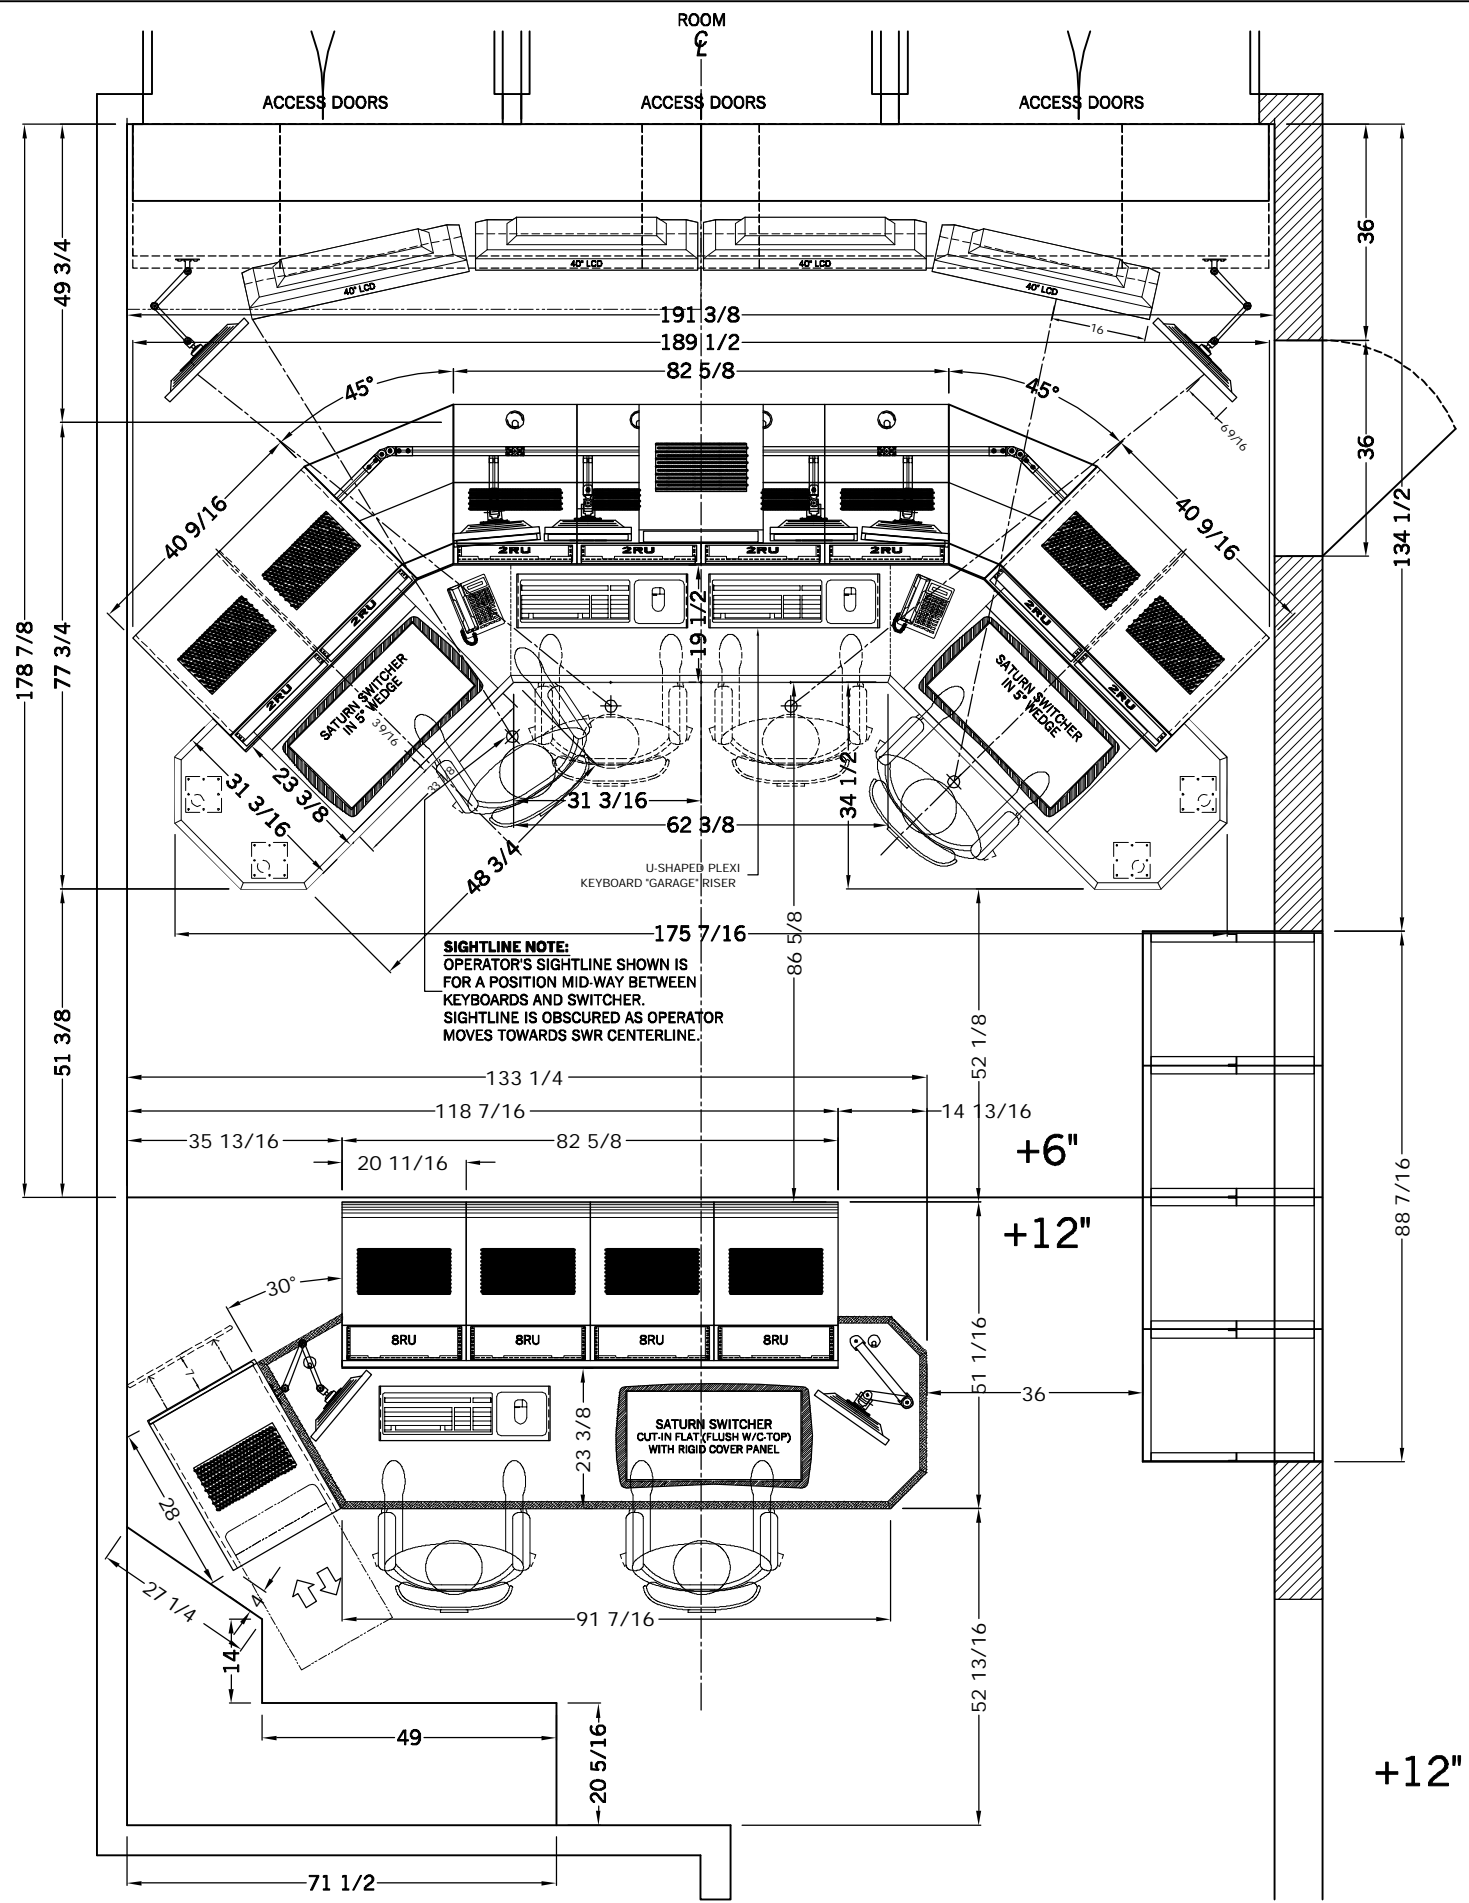 ROOM
℄
ACCESS DOORS
ACCESS DOORS
ACCESS DOORS
49 3/4
36
40" LCD
40" LCD
40" LCD
40" LCD
191 3/8
16
189 1/2
82 5/8
45°
45°
6 9/16
36
134 1/2
40 9/16
40 9/16
2RU
2RU
2RU
2RU
178 7/8
77 3/4
19 1/2
2RU
2RU
2RU
2RU
SATURN SWITCHER
IN 5° WEDGE
SATURN SWITCHER
IN 5° WEDGE
39/16
23 3/8
31 3/16
31 3/16
34 1/2
62 3/8
48 3/4
U-SHAPED PLEXI
KEYBOARD "GARAGE" RISER
86 5/8
175 7/16
SIGHTLINE NOTE:
OPERATOR'S SIGHTLINE SHOWN IS
FOR A POSITION MID-WAY BETWEEN
KEYBOARDS AND SWITCHER.
SIGHTLINE IS OBSCURED AS OPERATOR
MOVES TOWARDS SWR CENTERLINE.
51 3/8
52 1/8
133 1/4
118 7/16
14 13/16
35 13/16
82 5/8
20 11/16
+6"
88 7/16
+12"
30°
8RU
8RU
8RU
8RU
51 1/16
7
36
23 3/8
SATURN SWITCHER
CUT-IN FLAT (FLUSH W/C-TOP)
WITH RIGID COVER PANEL
28
27 1/4
4
91 7/16
14
52 13/16
49
20 5/16
+12"
71 1/2